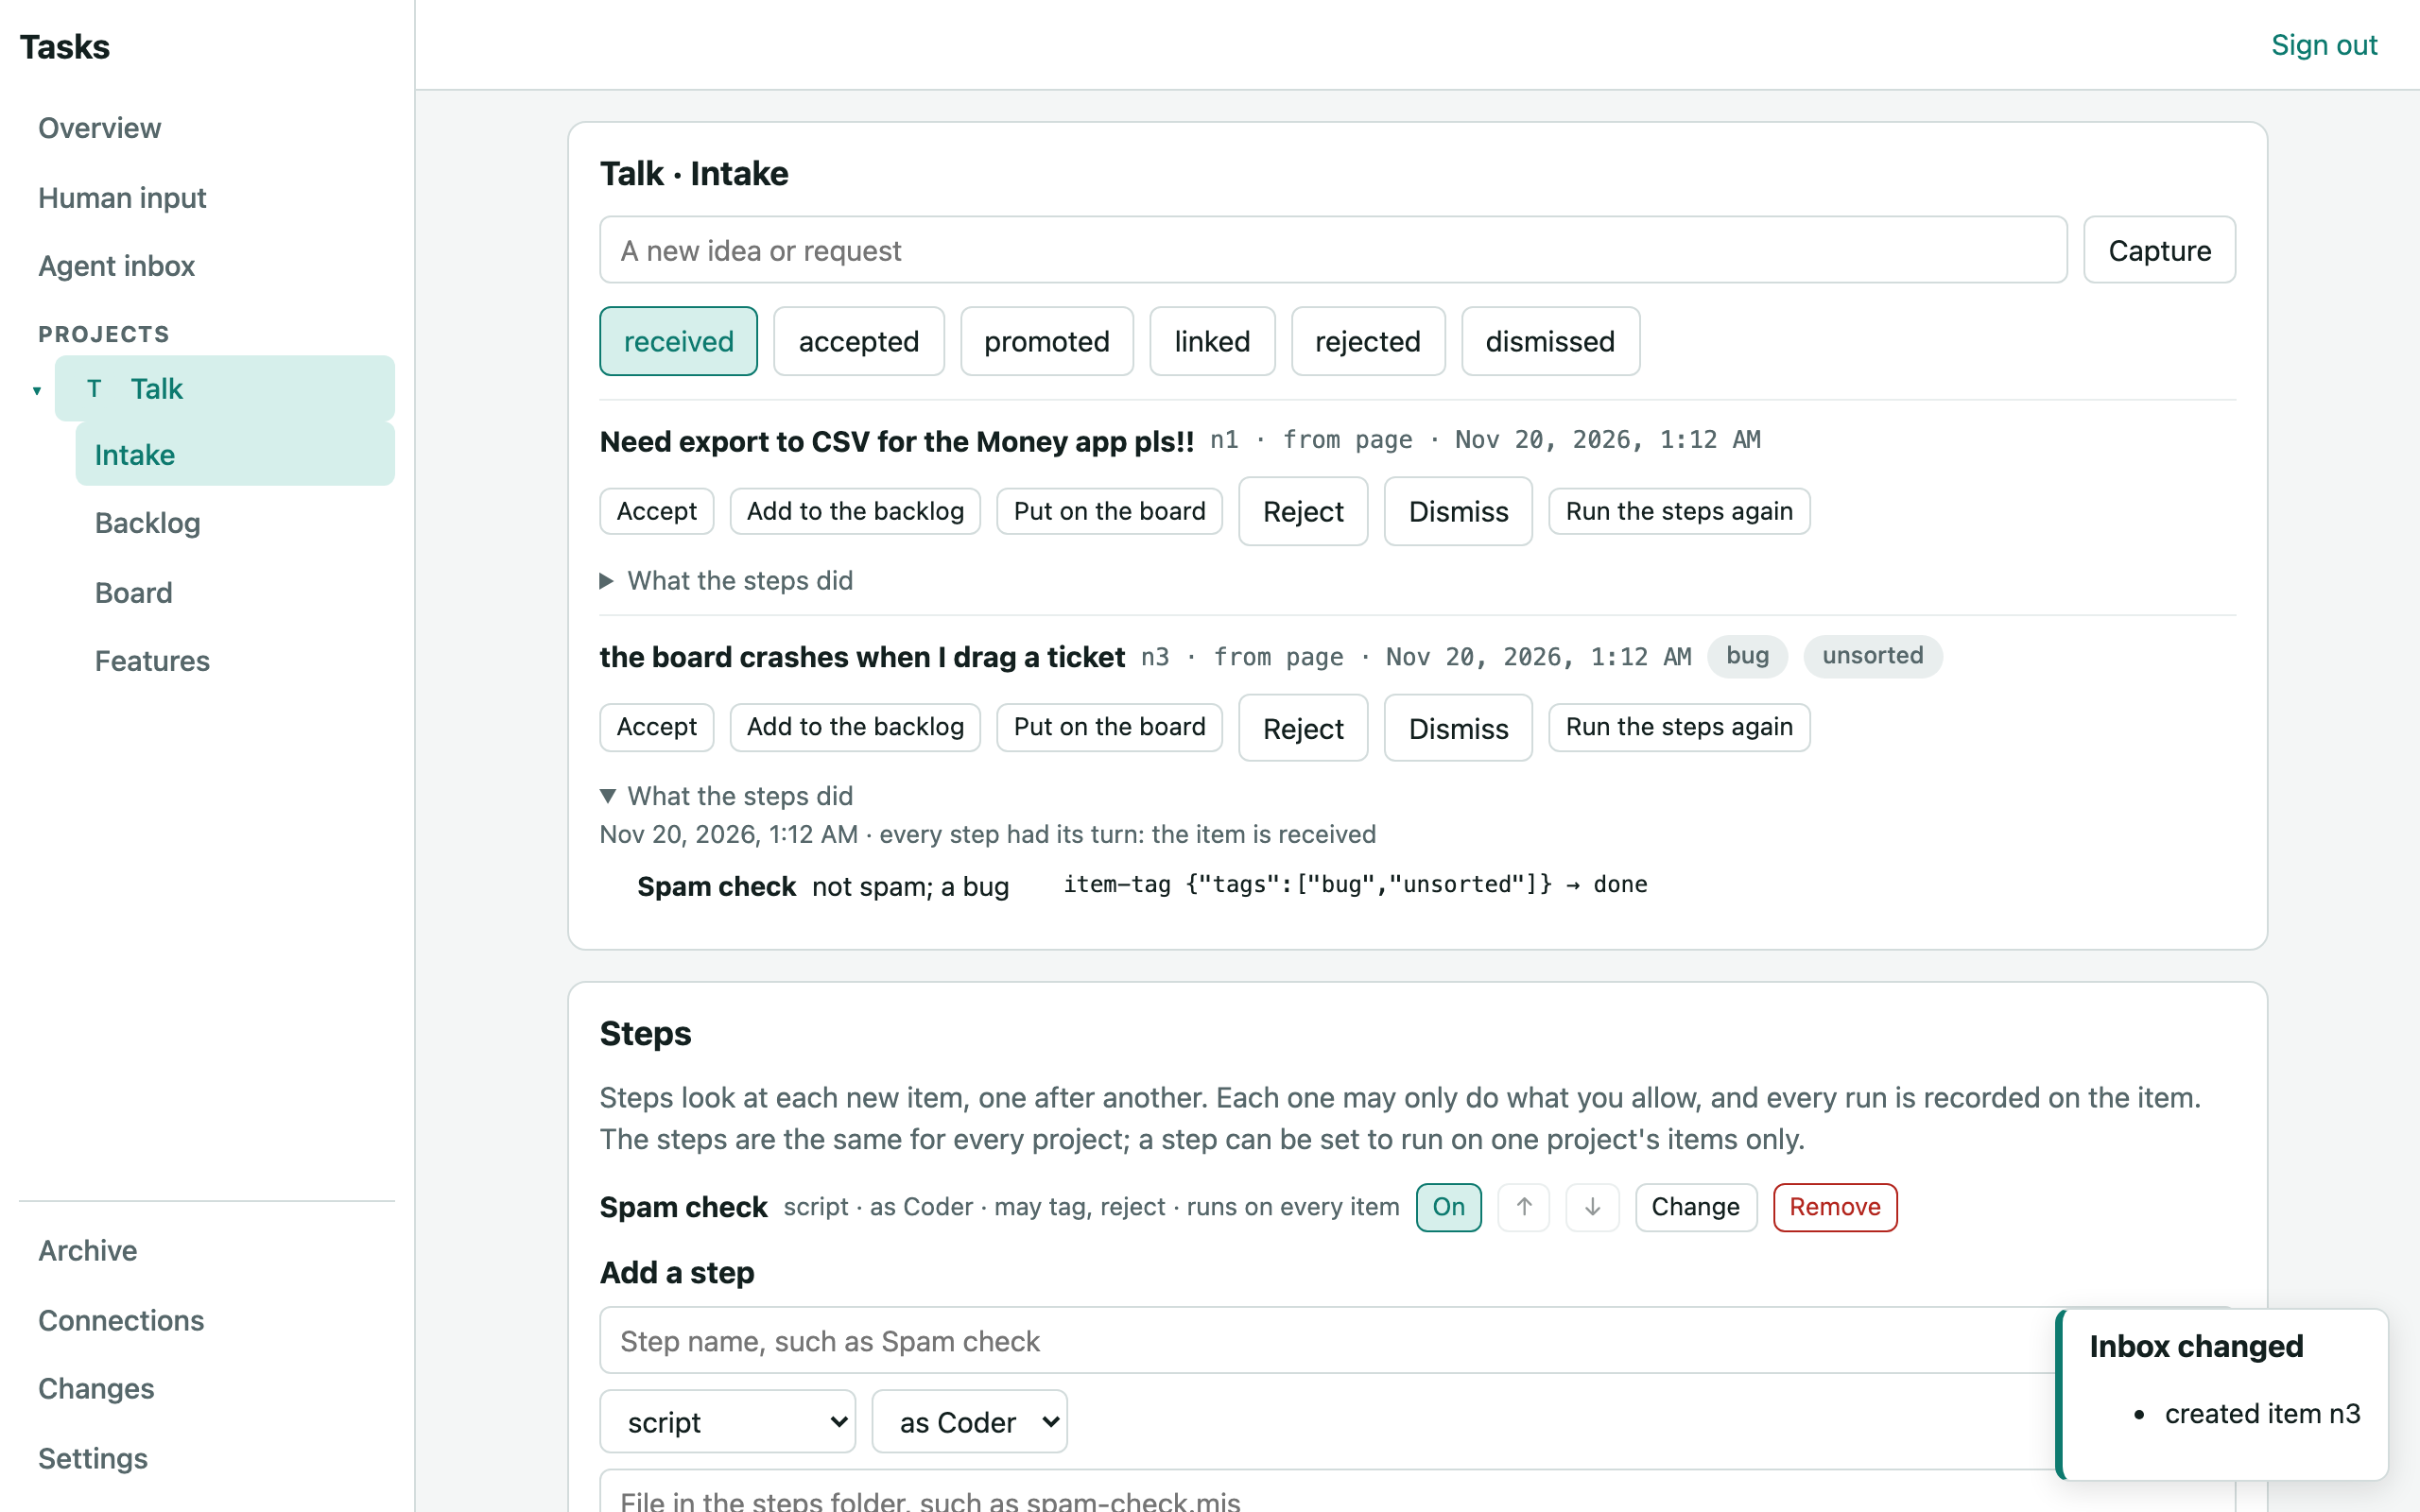 Tasks
Sign out
Overview
Human input
Agent inbox
PROJECTS
▾ T Talk
Intake
Backlog
Board
Features
Archive
Connections
Changes
Settings
Talk · Intake
A new idea or request
Capture
received accepted promoted linked rejected dismissed
Need export to CSV for the Money app pls!! n1 · from page · Nov 20, 2026, 1:12 AM
Accept Add to the backlog Put on the board Reject Dismiss Run the steps again
▶ What the steps did
the board crashes when I drag a ticket n3 · from page · Nov 20, 2026, 1:12 AM bug unsorted
Accept Add to the backlog Put on the board Reject Dismiss Run the steps again
▼ What the steps did
Nov 20, 2026, 1:12 AM · every step had its turn: the item is received
Spam check not spam; a bug item-tag {"tags":["bug","unsorted"]} → done
Steps
Steps look at each new item, one after another. Each one may only do what you allow, and every run is recorded on the item.
The steps are the same for every project; a step can be set to run on one project's items only.
Spam check script · as Coder · may tag, reject · runs on every item On ↑ ↓ Change Remove
Add a step
Step name, such as Spam check
script as Coder
File in the steps folder, such as spam-check.mjs
Inbox changed
• created item n3